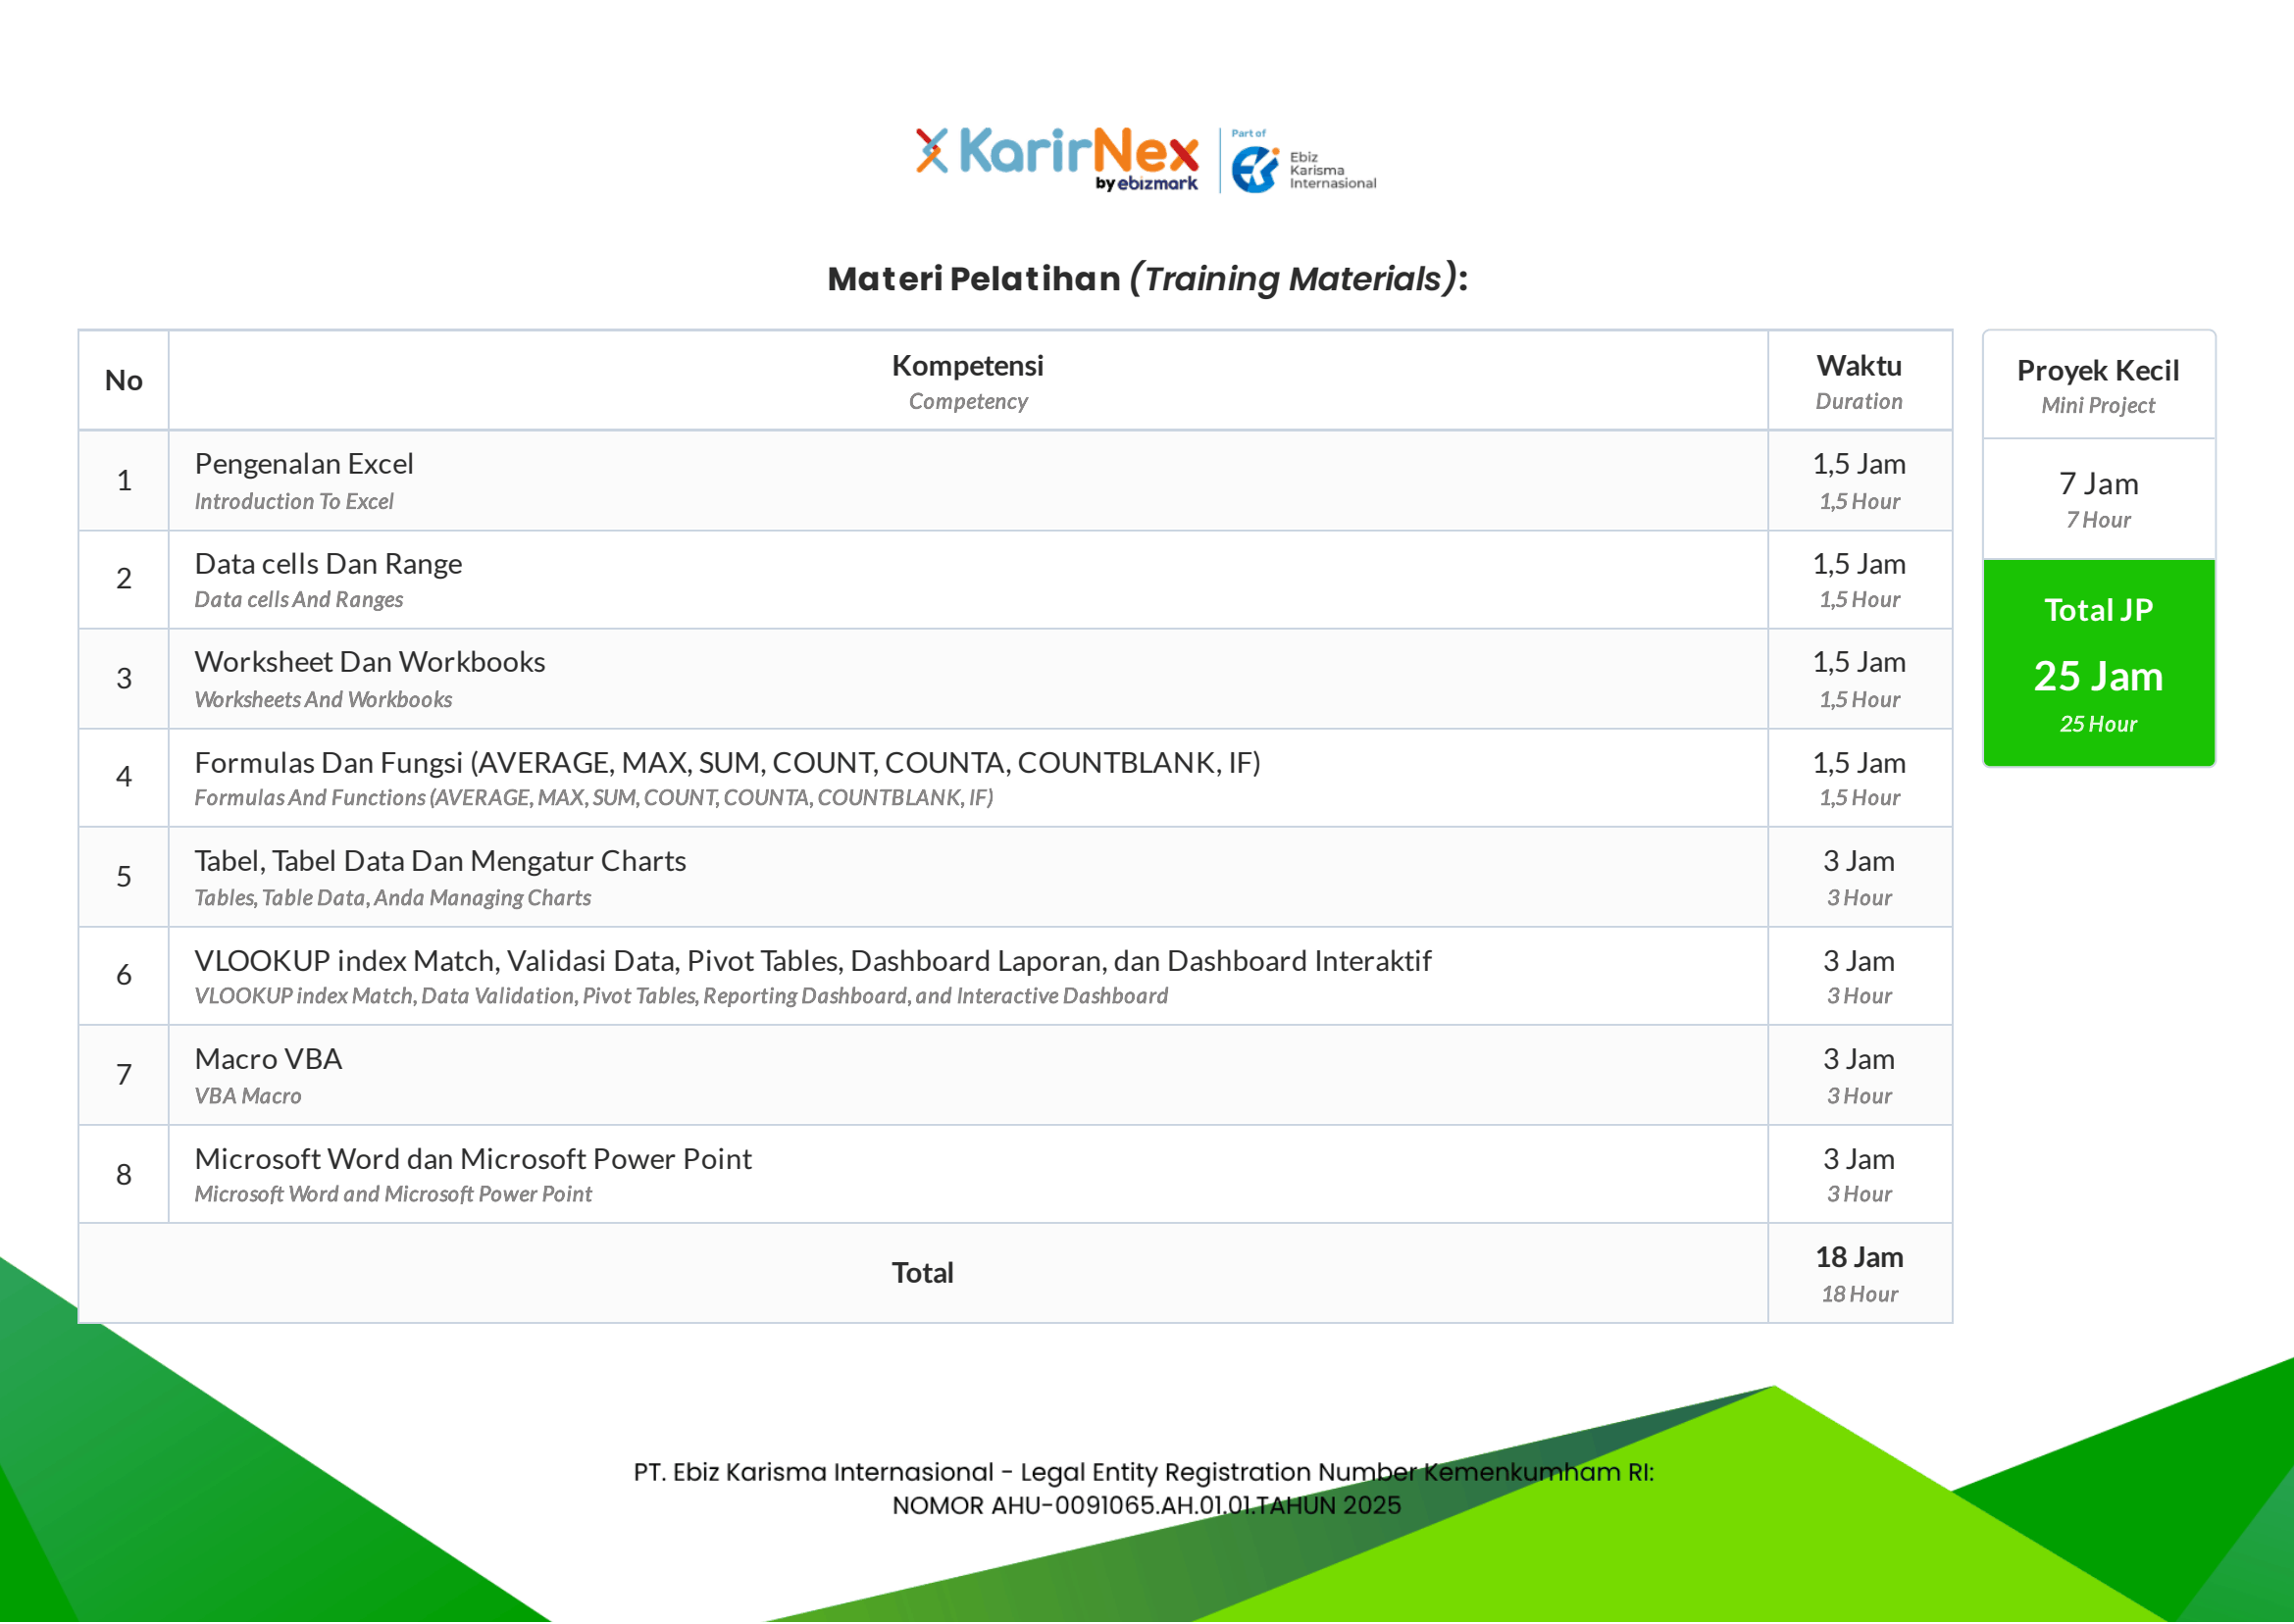 KarirNex
by ebizmark
Part of
Ebiz
Karisma
Internasional
Materi Pelatihan (Training Materials):
No
Kompetensi
Competency
Waktu
Duration
1
Pengenalan Excel
Introduction To Excel
1,5 Jam
1,5 Hour
2
Data cells Dan Range
Data cells And Ranges
1,5 Jam
1,5 Hour
3
Worksheet Dan Workbooks
Worksheets And Workbooks
1,5 Jam
1,5 Hour
4
Formulas Dan Fungsi (AVERAGE, MAX, SUM, COUNT, COUNTA, COUNTBLANK, IF)
Formulas And Functions (AVERAGE, MAX, SUM, COUNT, COUNTA, COUNTBLANK, IF)
1,5 Jam
1,5 Hour
5
Tabel, Tabel Data Dan Mengatur Charts
Tables, Table Data, Anda Managing Charts
3 Jam
3 Hour
6
VLOOKUP index Match, Validasi Data, Pivot Tables, Dashboard Laporan, dan Dashboard Interaktif
VLOOKUP index Match, Data Validation, Pivot Tables, Reporting Dashboard, and Interactive Dashboard
3 Jam
3 Hour
7
Macro VBA
VBA Macro
3 Jam
3 Hour
8
Microsoft Word dan Microsoft Power Point
Microsoft Word and Microsoft Power Point
3 Jam
3 Hour
Total
18 Jam
18 Hour
Proyek Kecil
Mini Project
7 Jam
7 Hour
Total JP
25 Jam
25 Hour
PT. Ebiz Karisma Internasional - Legal Entity Registration Number Kemenkumham RI:
NOMOR AHU-0091065.AH.01.01.TAHUN 2025